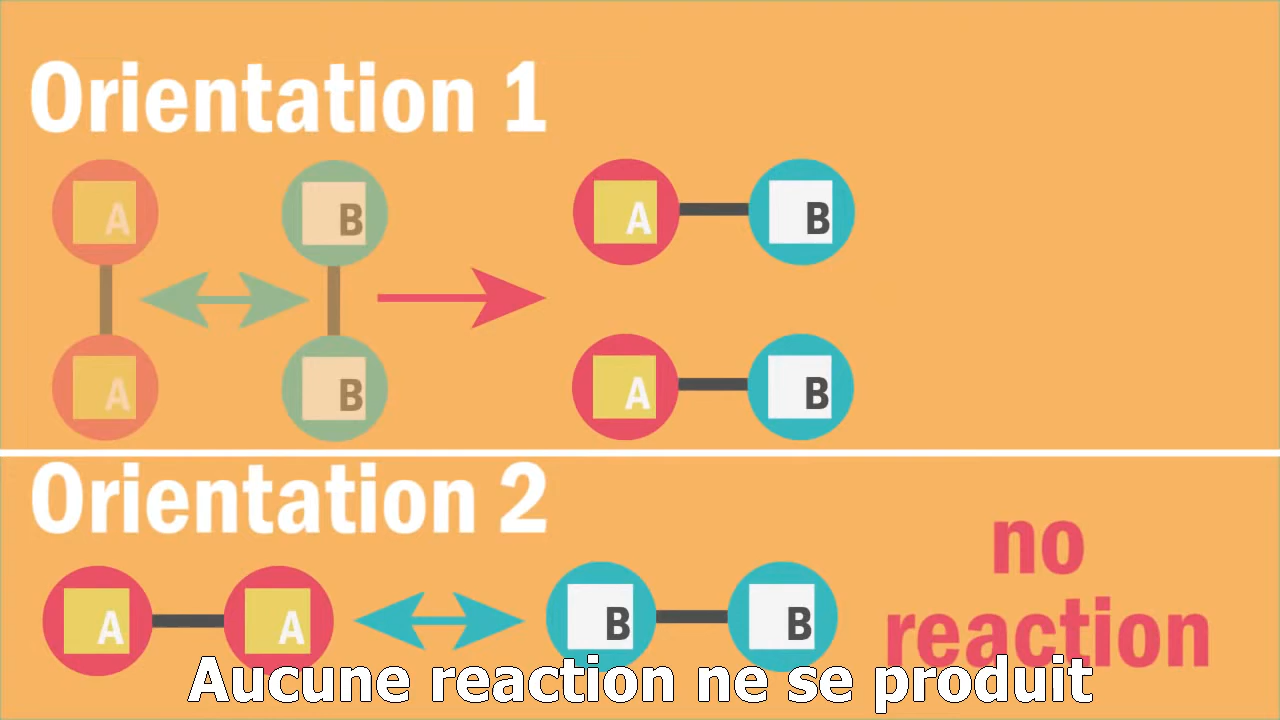 Orientation 1
A B A B
A B A B
Orientation 2
no
reaction
A A B B
Aucune reaction ne se produit